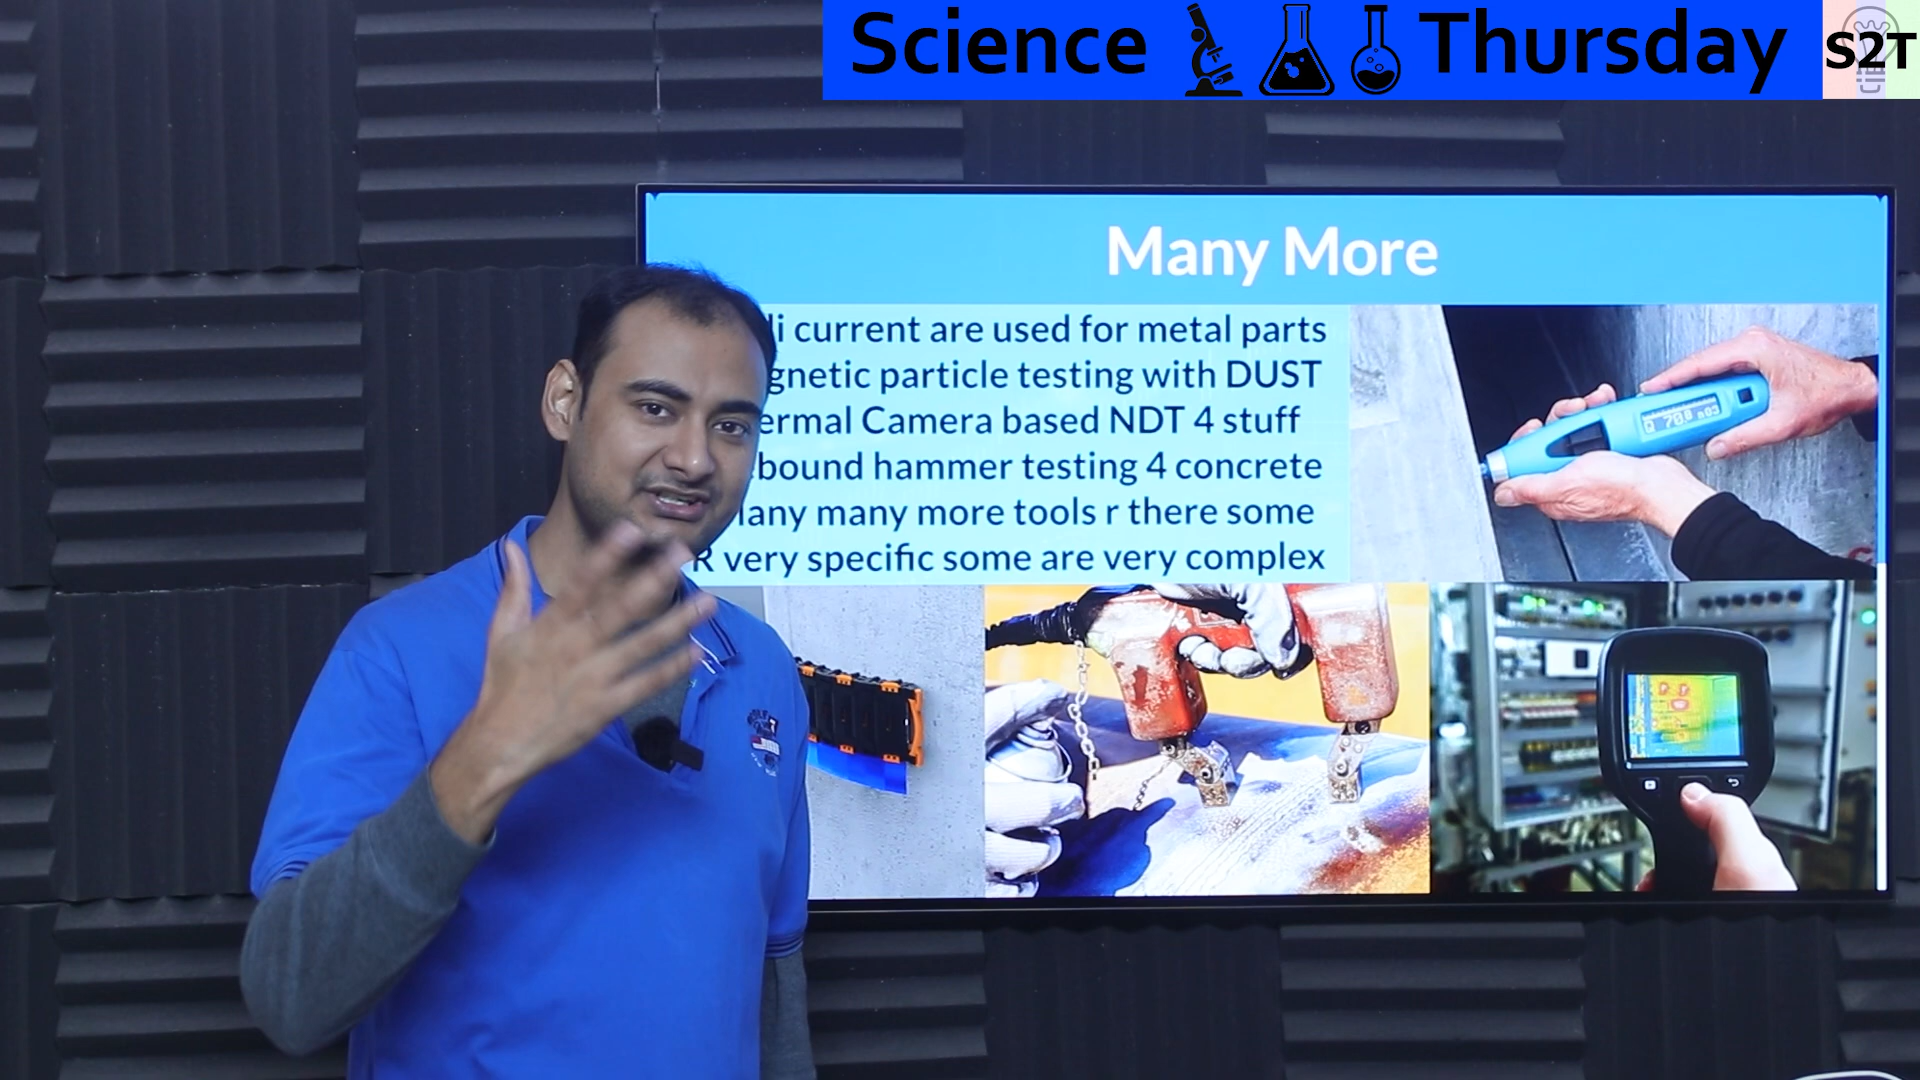 Science Thursday
S2T
Many More
i current are used for metal parts
gnetic particle testing with DUST
ermal Camera based NDT 4 stuff
bound hammer testing 4 concrete
any many more tools r there some
R very specific some are very complex